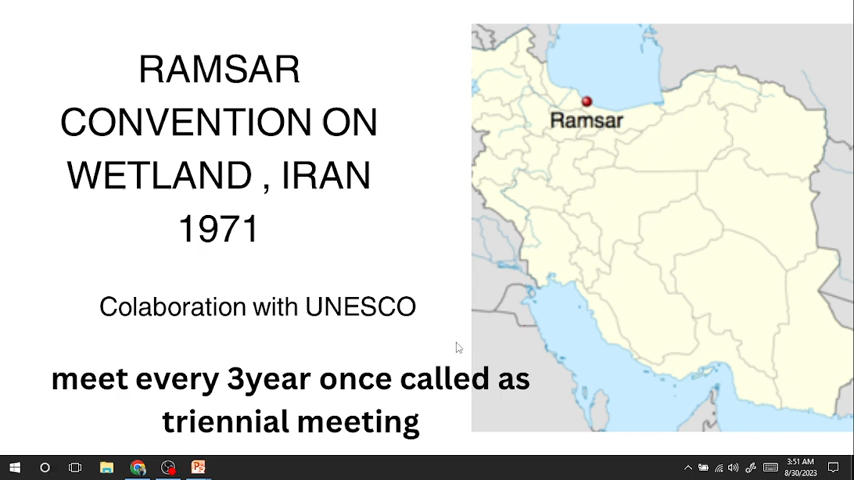 RAMSAR
CONVENTION ON
WETLAND , IRAN
1971
Colaboration with UNESCO
meet every 3year once called as
triennial meeting
Ramsar
3:51 AM
8/30/2023